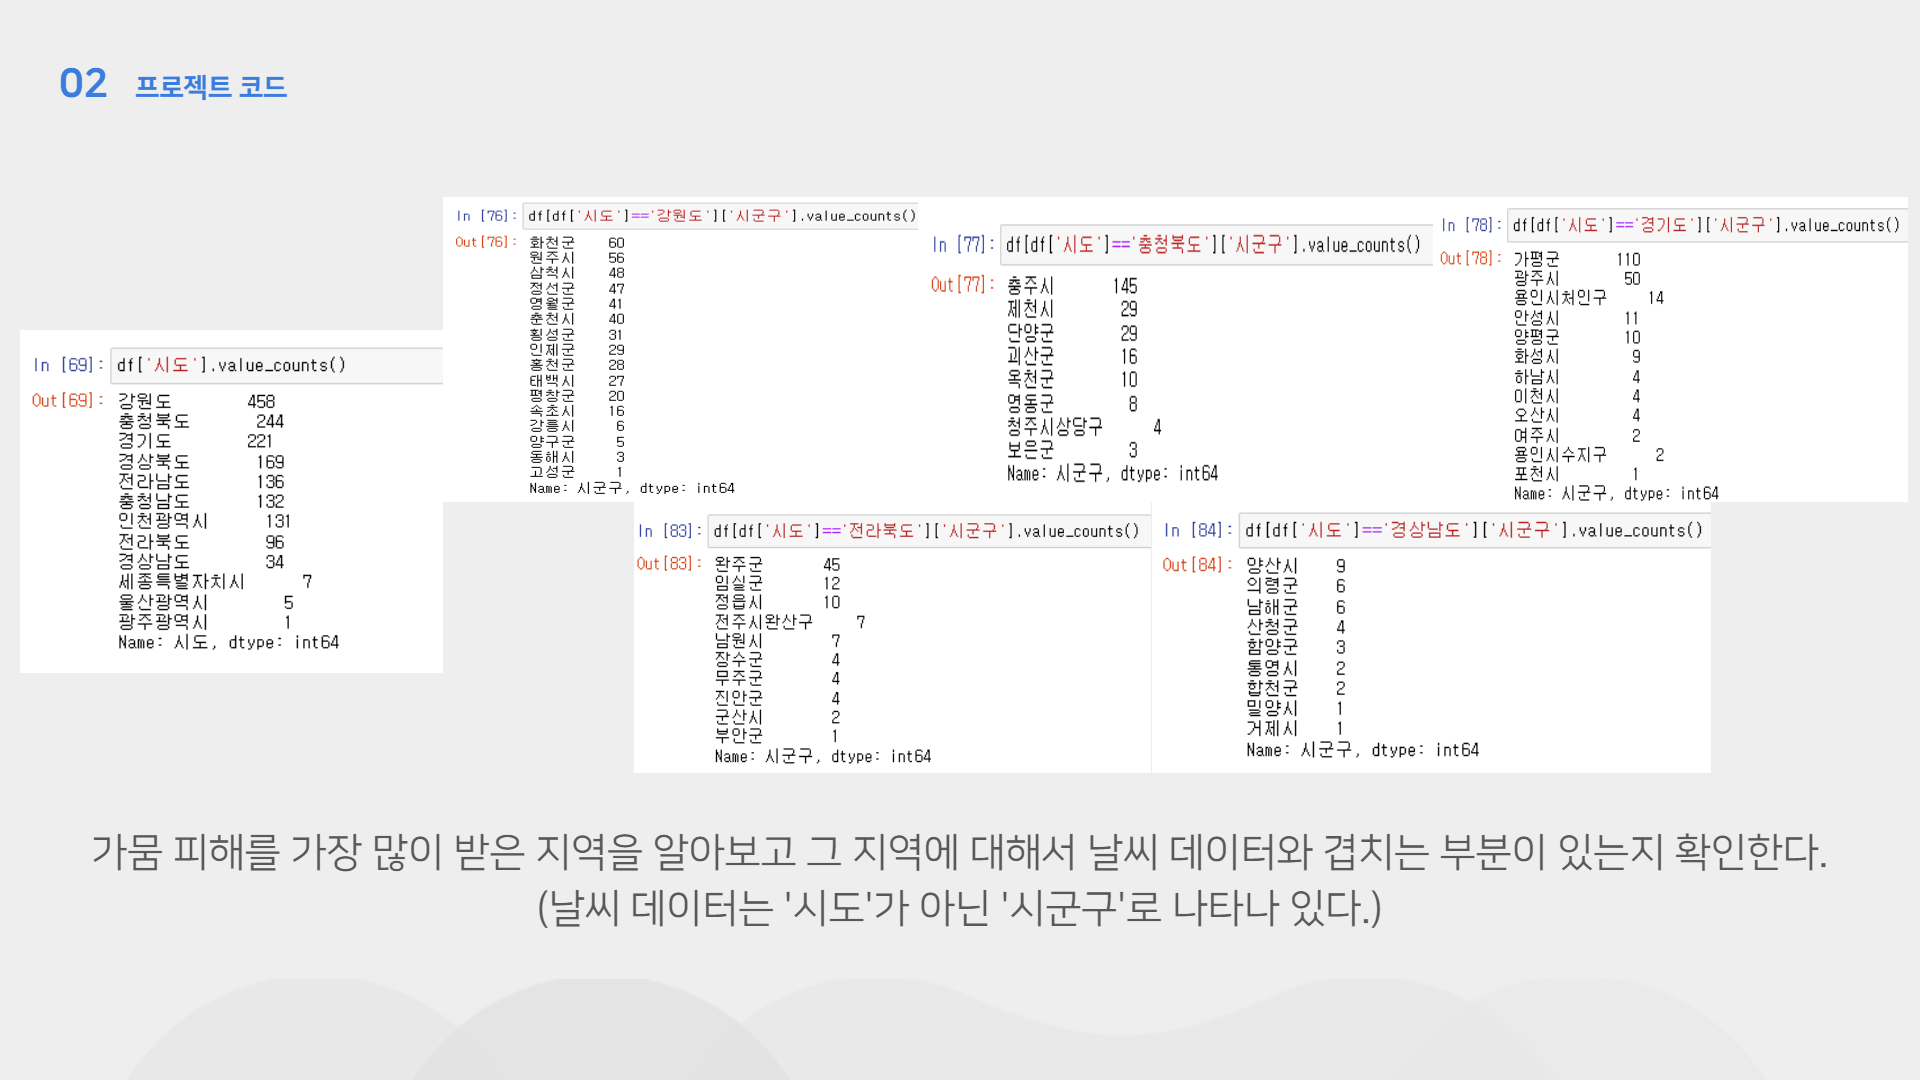 02 프로젝트 코드
In [69]: df['시도'].value_counts()
Out[69]: 강원도 458
충청북도 244
경기도 221
경상북도 169
전라남도 136
충청남도 132
인천광역시 131
전라북도 96
경상남도 34
세종특별자치시 7
울산광역시 5
광주광역시 1
Name: 시도, dtype: int64
In [76]: df[df['시도']=='강원도']['시군구'].value_counts()
Out[76]: 화천군 60
원주시 56
삼척시 48
정선군 47
영월군 41
춘천시 40
횡성군 31
인제군 29
홍천군 28
태백시 27
평창군 20
속초시 16
강릉시 6
양구군 5
동해시 3
고성군 1
Name: 시군구, dtype: int64
In [77]: df[df['시도']=='충청북도']['시군구'].value_counts()
Out[77]: 충주시 145
제천시 29
단양군 29
괴산군 16
옥천군 10
영동군 8
청주시상당구 4
보은군 3
Name: 시군구, dtype: int64
In [78]: df[df['시도']=='경기도']['시군구'].value_counts()
Out[78]: 가평군 110
광주시 50
용인시처인구 14
안성시 11
양평군 10
화성시 9
하남시 4
이천시 4
오산시 4
여주시 2
용인시수지구 2
포천시 1
Name: 시군구, dtype: int64
In [83]: df[df['시도']=='전라북도']['시군구'].value_counts()
Out[83]: 완주군 45
임실군 12
정읍시 10
전주시완산구 7
남원시 7
장수군 4
무주군 4
진안군 4
군산시 2
부안군 1
Name: 시군구, dtype: int64
In [84]: df[df['시도']=='경상남도']['시군구'].value_counts()
Out[84]: 양산시 9
의령군 6
남해군 6
산청군 4
함양군 3
통영시 2
합천군 2
밀양시 1
거제시 1
Name: 시군구, dtype: int64
가뭄 피해를 가장 많이 받은 지역을 알아보고 그 지역에 대해서 날씨 데이터와 겹치는 부분이 있는지 확인한다.
(날씨 데이터는 '시도'가 아닌 '시군구'로 나타나 있다.)